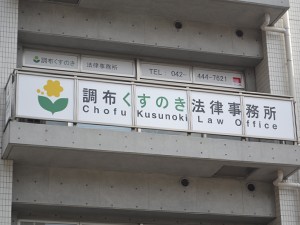 調布くすのき 法律事務所 TEL 042- 444-7621
調布くすのき法律事務所
Chofu Kusunoki Law Office